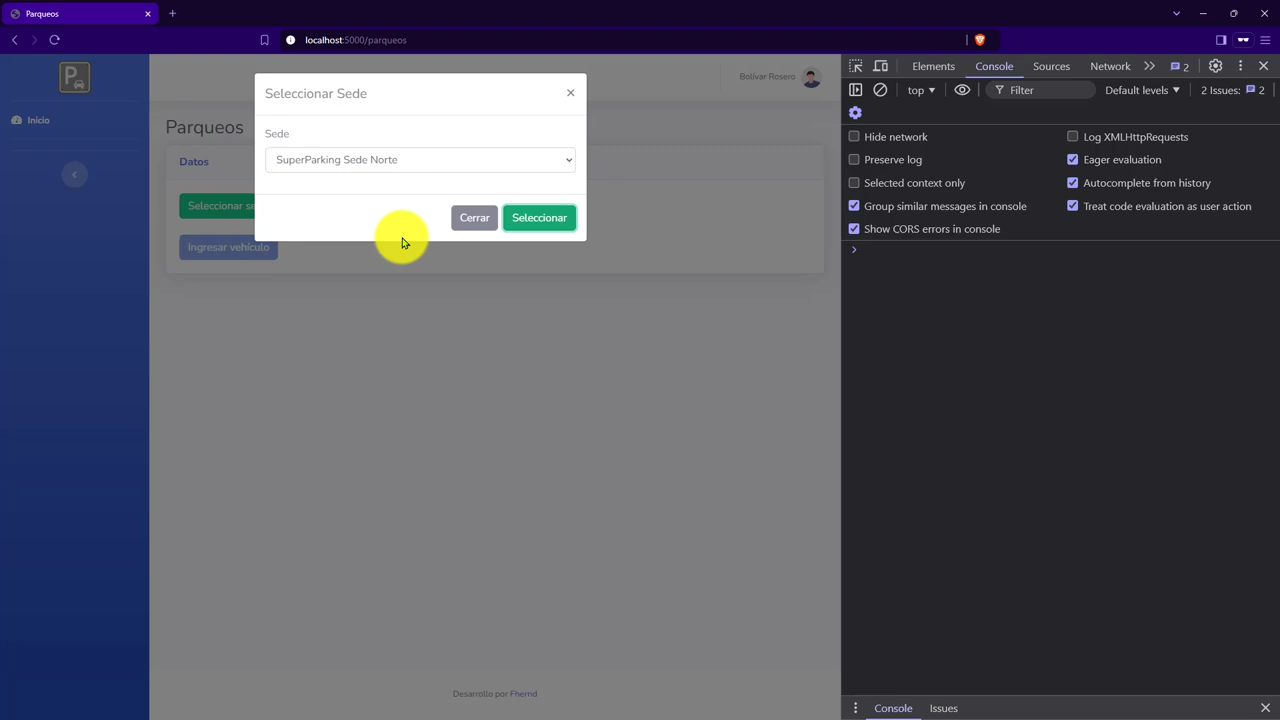 Parqueos
localhost:5000/parqueos
P
Inicio
Bolívar Rosero
Parqueos
Datos
Seleccionar se
Ingresar vehículo
Seleccionar Sede
×
Sede
SuperParking Sede Norte
Cerrar
Seleccionar
Desarrollo por Fhernd
Elements
Console
Sources
Network
2
top
Filter
Default levels
2 Issues: 2
Hide network
Log XMLHttpRequests
Preserve log
Eager evaluation
Selected context only
Autocomplete from history
Group similar messages in console
Treat code evaluation as user action
Show CORS errors in console
Console
Issues